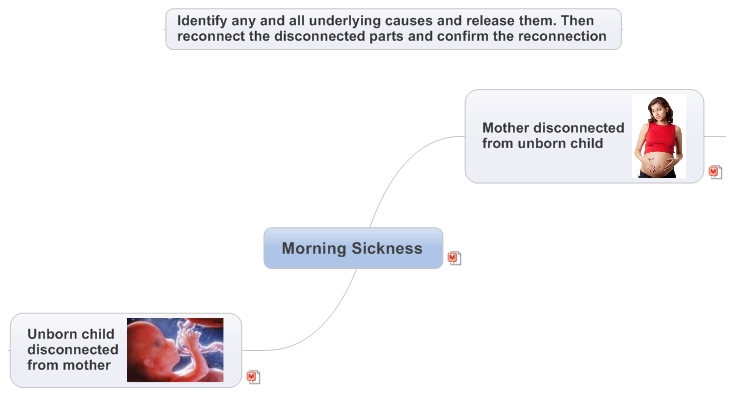 Identify any and all underlying causes and release them. Then
reconnect the disconnected parts and confirm the reconnection
Mother disconnected
from unborn child
Morning Sickness
Unborn child
disconnected
from mother